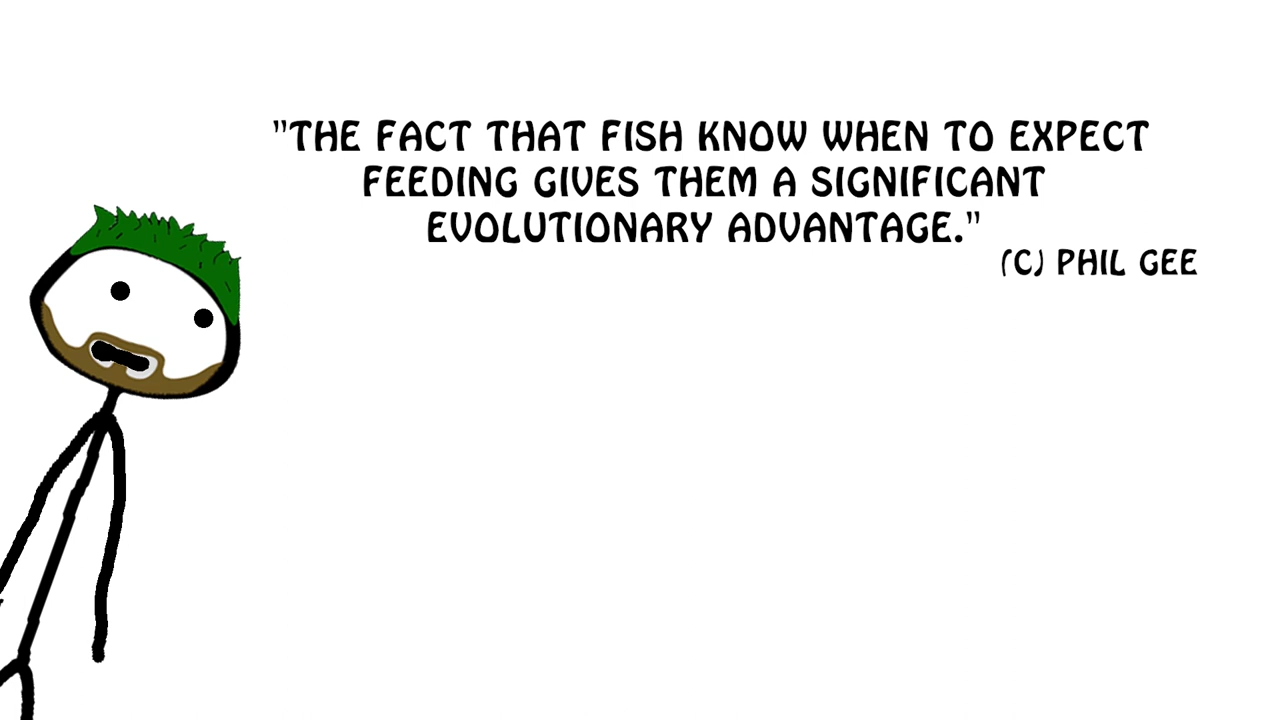 "THE FACT THAT FISH KNOW WHEN TO EXPECT
FEEDING GIVES THEM A SIGNIFICANT
EVOLUTIONARY ADVANTAGE."
(C) PHIL GEE